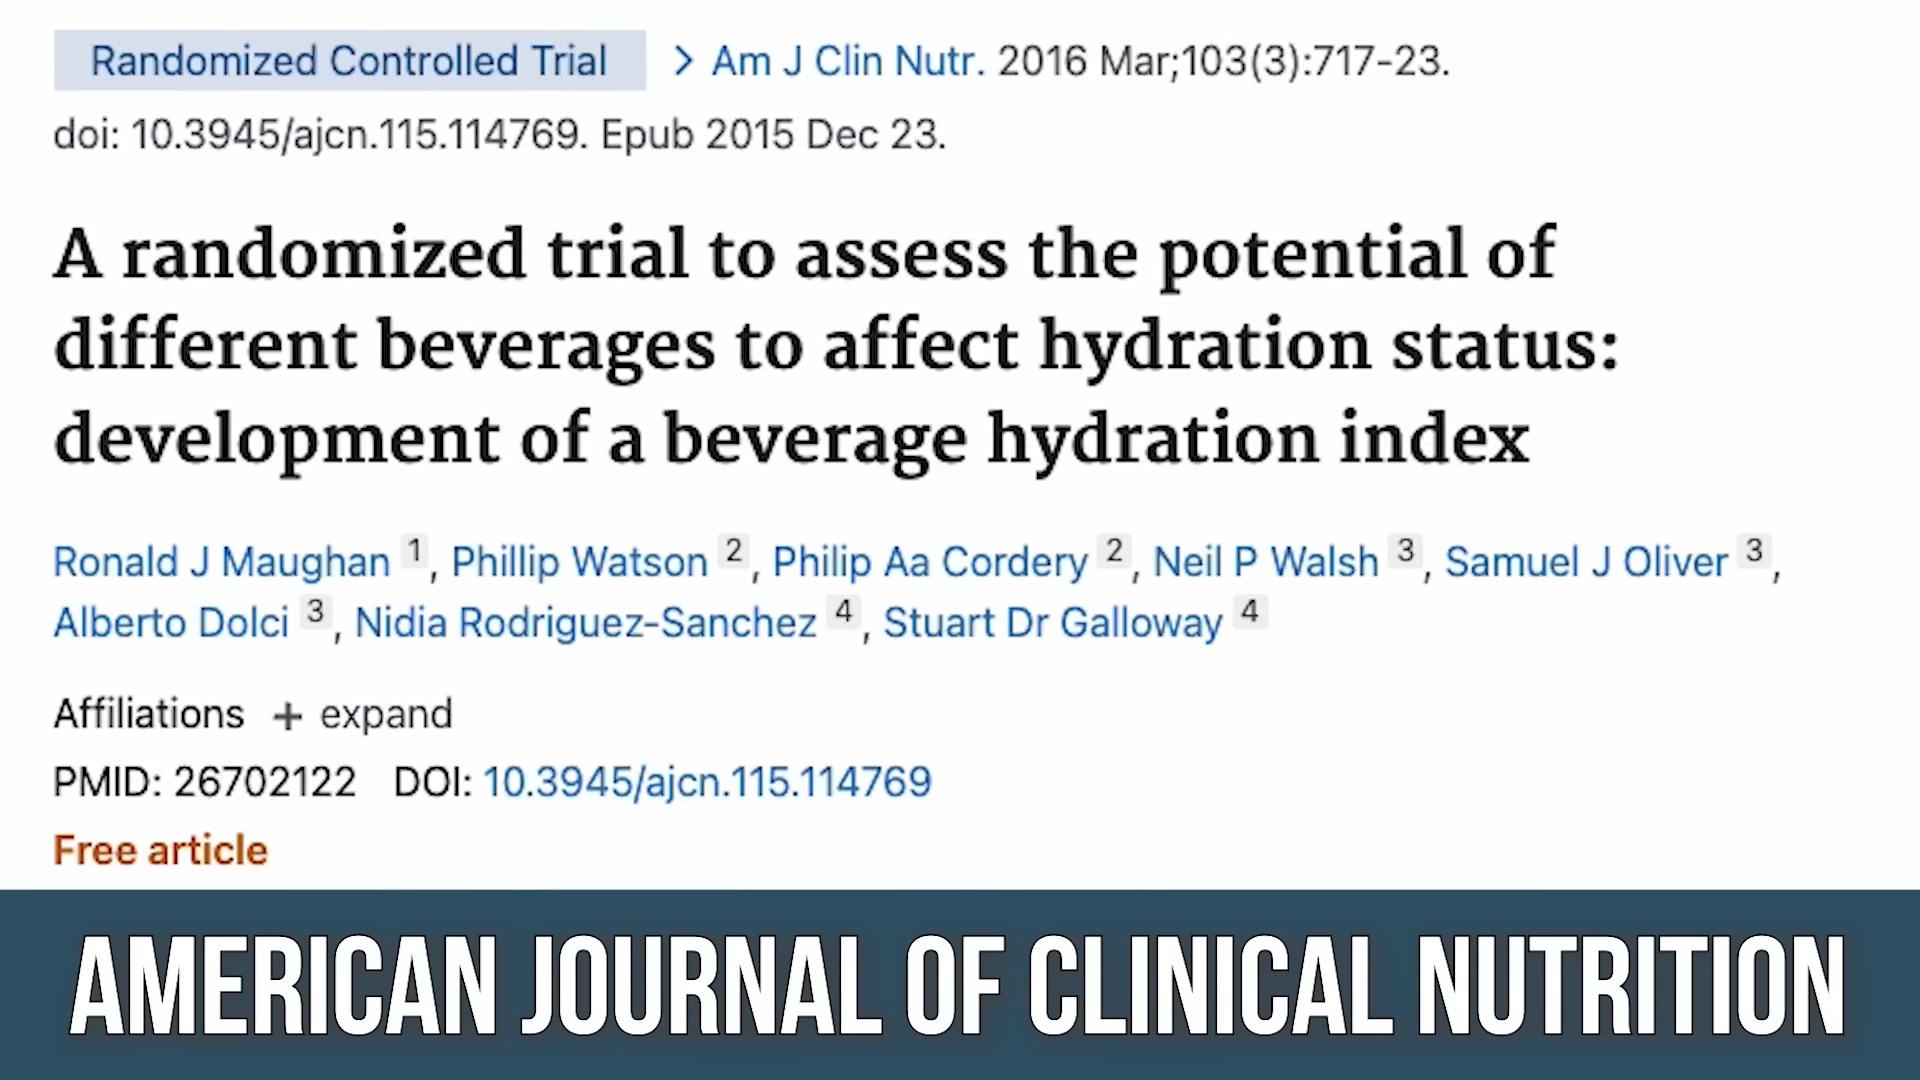 Randomized Controlled Trial > Am J Clin Nutr. 2016 Mar;103(3):717-23.
doi: 10.3945/ajcn.115.114769. Epub 2015 Dec 23.
A randomized trial to assess the potential of
different beverages to affect hydration status:
development of a beverage hydration index
Ronald J Maughan 1, Phillip Watson 2, Philip Aa Cordery 2, Neil P Walsh 3, Samuel J Oliver 3,
Alberto Dolci 3, Nidia Rodriguez-Sanchez 4, Stuart Dr Galloway 4
Affiliations + expand
PMID: 26702122 DOI: 10.3945/ajcn.115.114769
Free article
AMERICAN JOURNAL OF CLINICAL NUTRITION